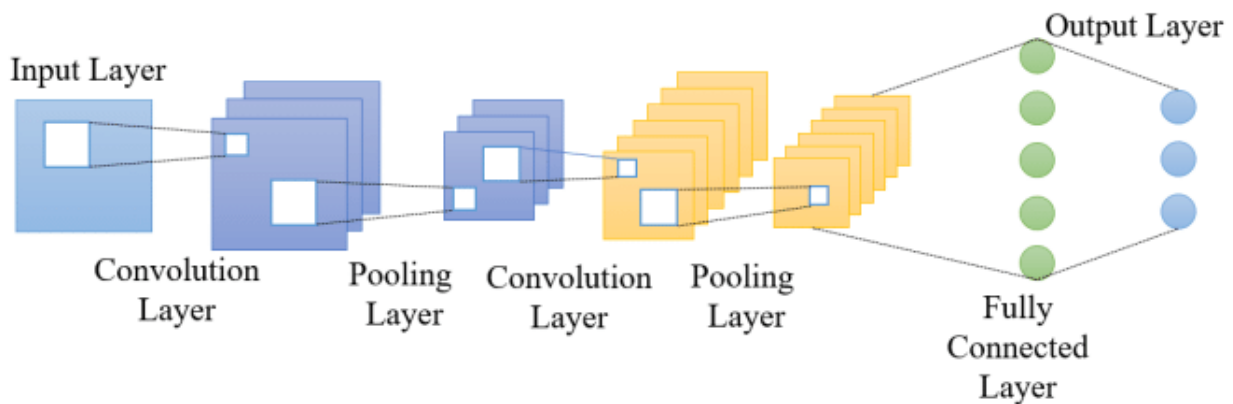 Input Layer
Convolution
Layer
Pooling
Layer
Convolution
Layer
Pooling
Layer
Fully
Connected
Layer
Output Layer